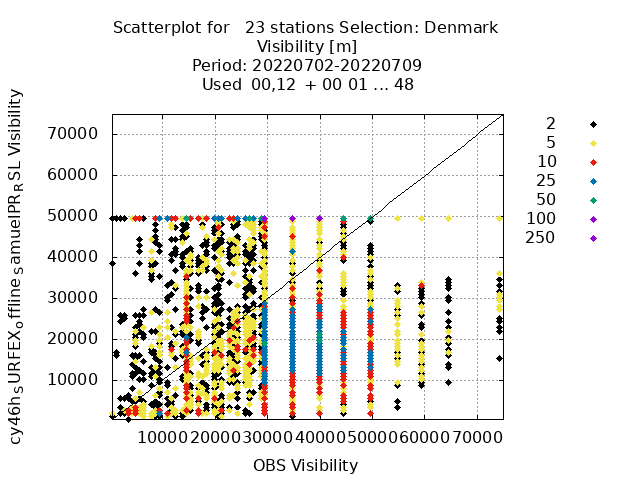 Scatterplot for   23 stations Selection: Denmark
Visibility [m]
Period: 20220702-20220709
Used  00,12  + 00 01 ... 48
cy46h_SURFEX_offline_samuelPR_RSL Visibility
70000
60000
50000
40000
30000
20000
10000
10000 20000 30000 40000 50000 60000 70000
OBS Visibility
2
5
10
25
50
100
250